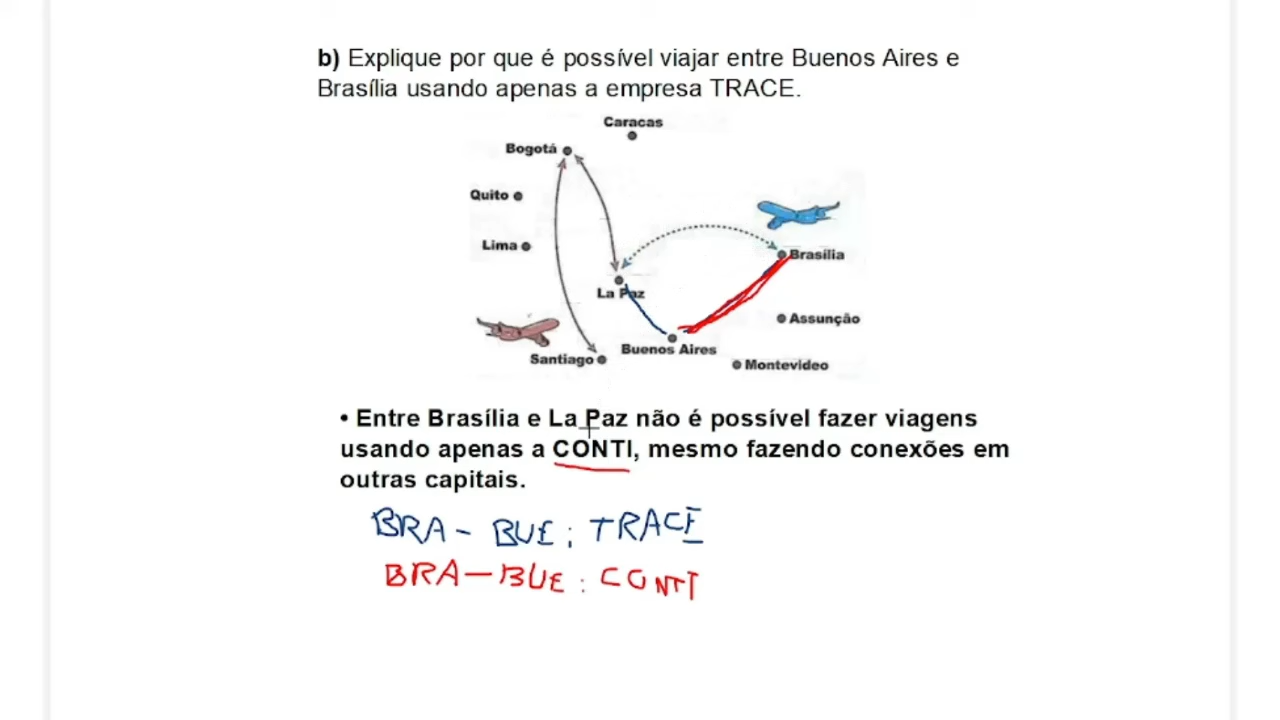 b) Explique por que é possível viajar entre Buenos Aires e
Brasília usando apenas a empresa TRACE.
Caracas
Bogotá
Quito
Lima
Brasília
La Paz
Assunção
Buenos Aires
Santiago
Montevideo
• Entre Brasília e La Paz não é possível fazer viagens
usando apenas a CONTI, mesmo fazendo conexões em
outras capitais.
BRA - BUE : TRACE
BRA - BUE : CONTI